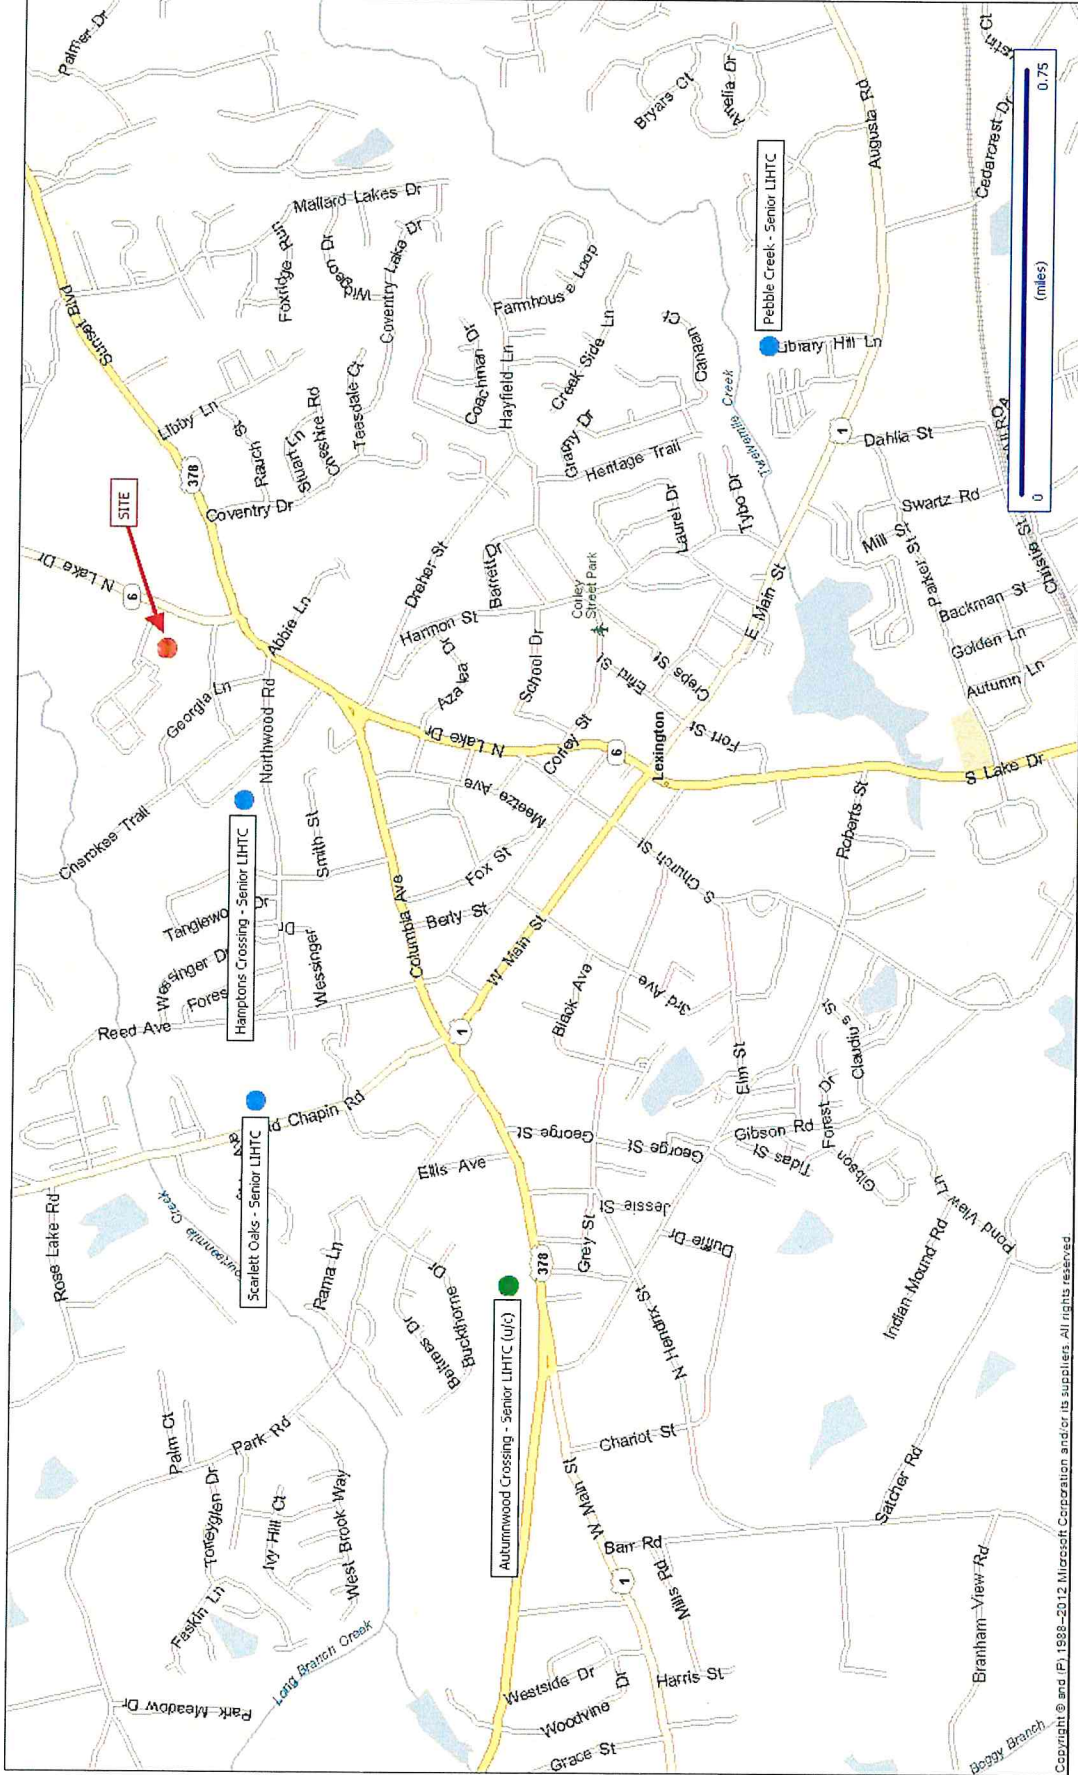 Palmer Dr
Sunset Blvd
Mallard Lakes Dr
Foxridge Run
Widgeon Dr
Coventry Lake Dr
Bryars Ct
Amelia Dr
Augusta Rd
Cedarcrest Dr
0.75
(miles)
0
Pebble Creek - Senior LIHTC
Library Hill Ln
Farmhouse Loop
Creek Side Ln
Canaan Ct
Coachman Dr
Hayfield Ln
Granny Dr
Heritage Trail
Twelvemile Creek
Libby Ln
Rauch St
Stuart Ln
Cheshire Rd
Teesdale Ct
378
Coventry Dr
SITE
N Lake Dr
6
Abbie Ln
Dreher St
Barrett Dr
Harmon St
Corley
Street Park
Laurel Dr
Tybo Dr
1
Dahlia St
Swartz Rd
Mill St
Parker St
Christie St
Backman St
Golden Ln
Autumn Ln
E Main St
Georgia Ln
Northwood Rd
Azalea Dr
School Dr
Efird St
Creps St
Fort St
Corley St
N Lake Dr
6
Lexington
S Lake Dr
Cherokee Trail
Smith St
Meetze Ave
Fox St
Berly St
Columbia Ave
W Main St
S Church St
Roberts St
Hamptons Crossing - Senior LIHTC
Tanglewo
Dr
Wessinger Dr
Fores
Wessinger
Dr
Reed Ave
1
Black Ave
3rd Ave
Elm St
Claudius St
Forest Dr
Gibson Rd
Tidas St
Gibson
Scarlett Oaks - Senior LIHTC
d Chapin Rd
Creek
Rose Lake Rd
Ellis Ave
George St
George St
Jessie St
Grey St
Duffie Dr
378
Rama Ln
Buckthorne Dr
N Hendrix St
Pond View Ln
Indian Mound Rd
Autumnwood Crossing - Senior LIHTC (u/c)
Palm Ct
Park Rd
Ivy Hill Ct
West Brook Way
Faskin Ln
Long Branch Creek
Park Meadow Dr
Chariot St
W Main St
Barr Rd
1
Mills Rd
Harris St
Westside Dr
Woodvine Dr
Grace St
Satcher Rd
Branham View Rd
Boggy Branch
Copyright © and (P) 1988–2012 Microsoft Corporation and/or its suppliers. All rights reserved.